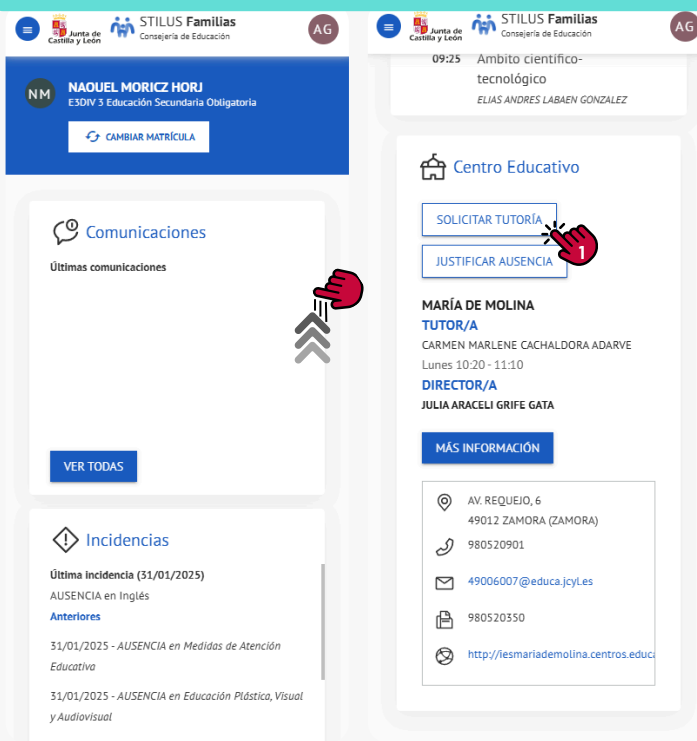 Junta de
Castilla y León
STILUS Familias
Consejería de Educación
AG
NM
NAOUEL MORICZ HORJ
E3DIV 3 Educación Secundaria Obligatoria
CAMBIAR MATRÍCULA
Comunicaciones
Últimas comunicaciones
VER TODAS
Incidencias
Última incidencia (31/01/2025)
AUSENCIA en Inglés
Anteriores
31/01/2025 - AUSENCIA en Medidas de Atención
Educativa
31/01/2025 - AUSENCIA en Educación Plástica, Visual
y Audiovisual
Junta de
Castilla y León
STILUS Familias
Consejería de Educación
AG
09:25 Ámbito científico-
tecnológico
ELIAS ANDRES LABAEN GONZALEZ
Centro Educativo
SOLICITAR TUTORÍA
1
JUSTIFICAR AUSENCIA
MARÍA DE MOLINA
TUTOR/A
CARMEN MARLENE CACHALDORA ADARVE
Lunes 10:20 - 11:10
DIRECTOR/A
JULIA ARACELI GRIFE GATA
MÁS INFORMACIÓN
AV. REQUEJO, 6
49012 ZAMORA (ZAMORA)
980520901
49006007@educa.jcyl.es
980520350
http://iesmariademolina.centros.educa